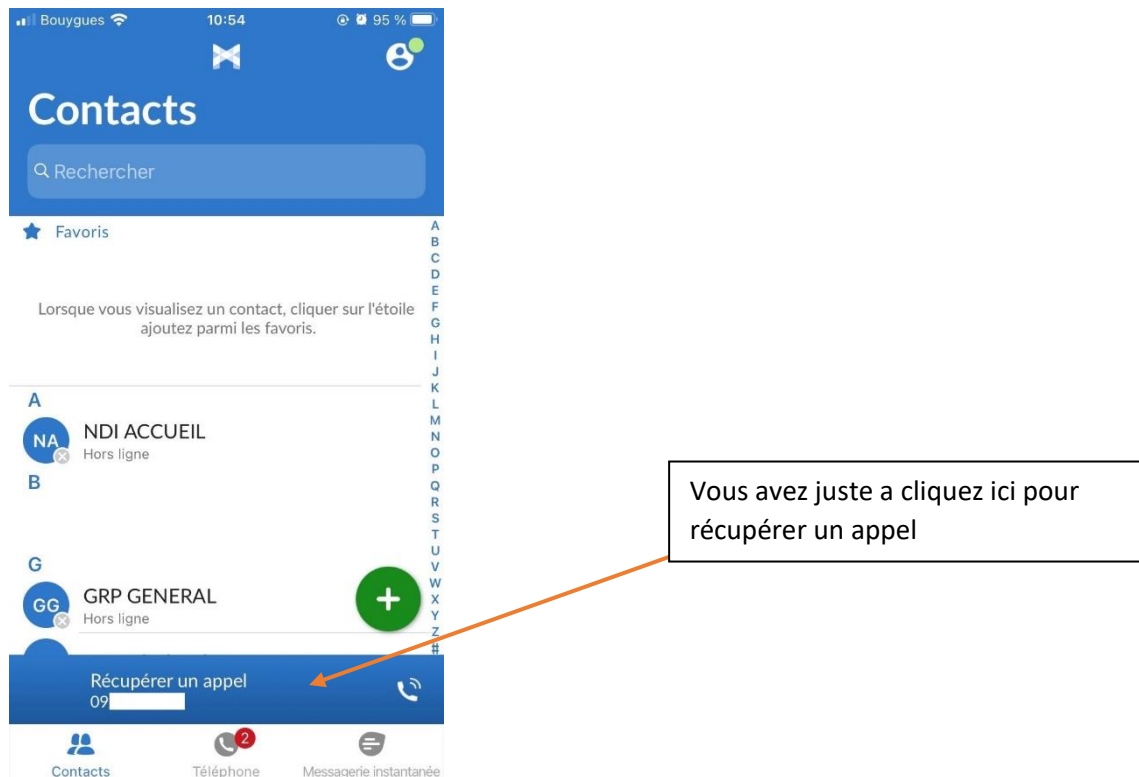 Bouygues 10:54 95 %
Contacts
Rechercher
Favoris
Lorsque vous visualisez un contact, cliquer sur l'étoile
ajoutez parmi les favoris.
A
NA NDI ACCUEIL
Hors ligne
B
G
GG GRP GENERAL
Hors ligne
A
B
C
D
E
F
G
H
I
J
K
L
M
N
O
P
Q
R
S
T
U
V
W
X
Y
Z
#
Vous avez juste a cliquez ici pour
récupérer un appel
Récupérer un appel
09
2
Contacts Téléphone Messagerie instantanée